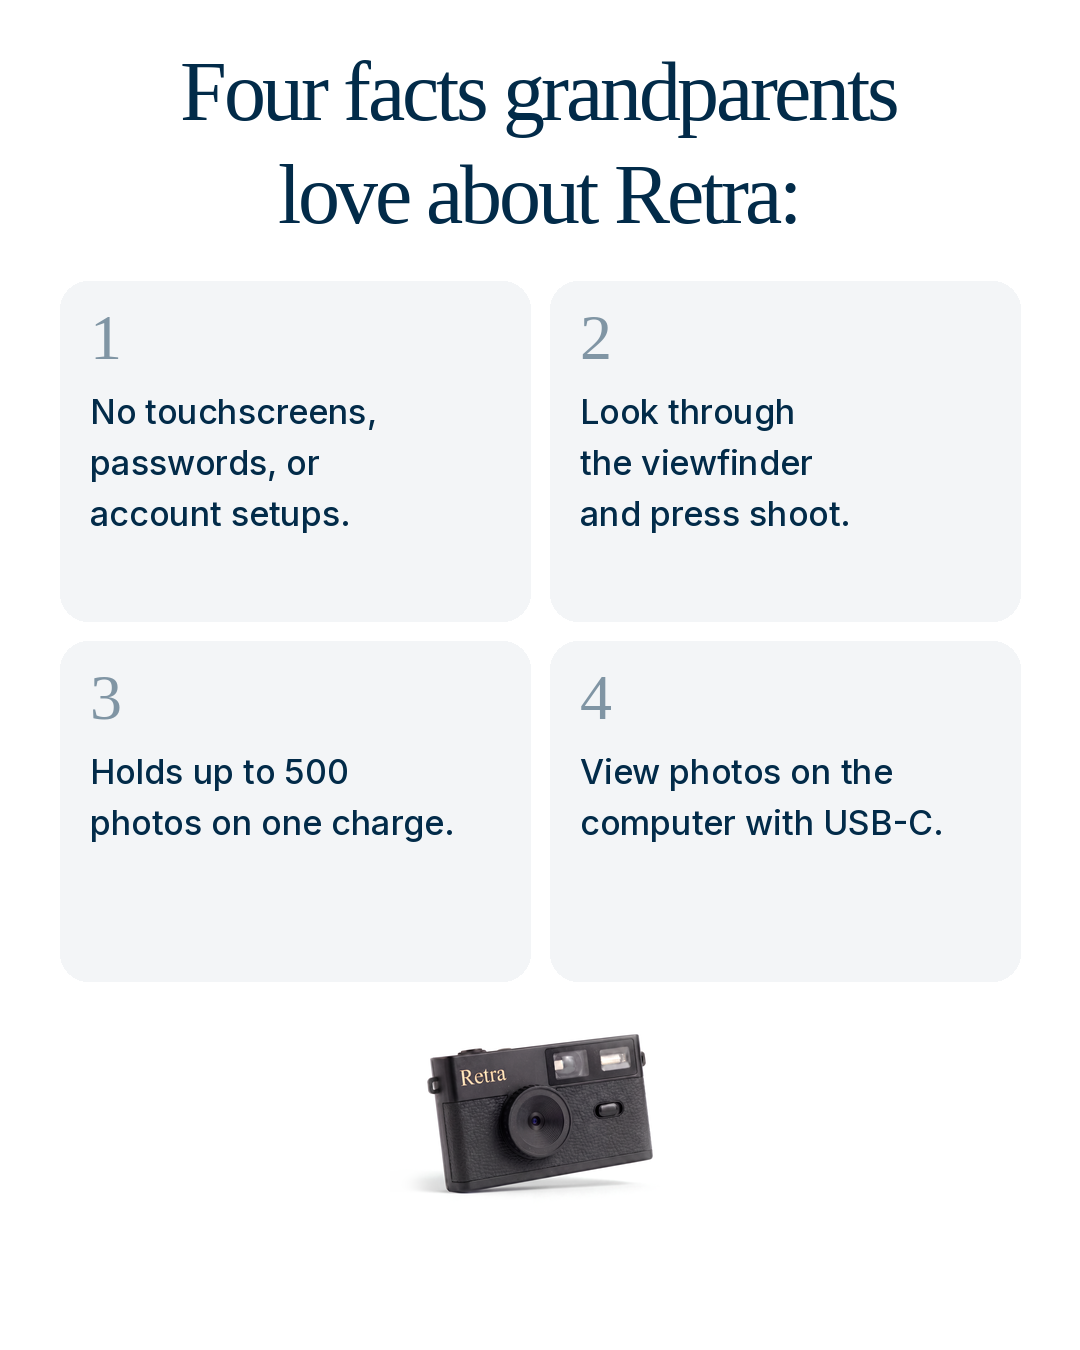 Four facts grandparents
love about Retra:
1
No touchscreens,
passwords, or
account setups.
2
Look through
the viewfinder
and press shoot.
3
Holds up to 500
photos on one charge.
4
View photos on the
computer with USB-C.
Retra